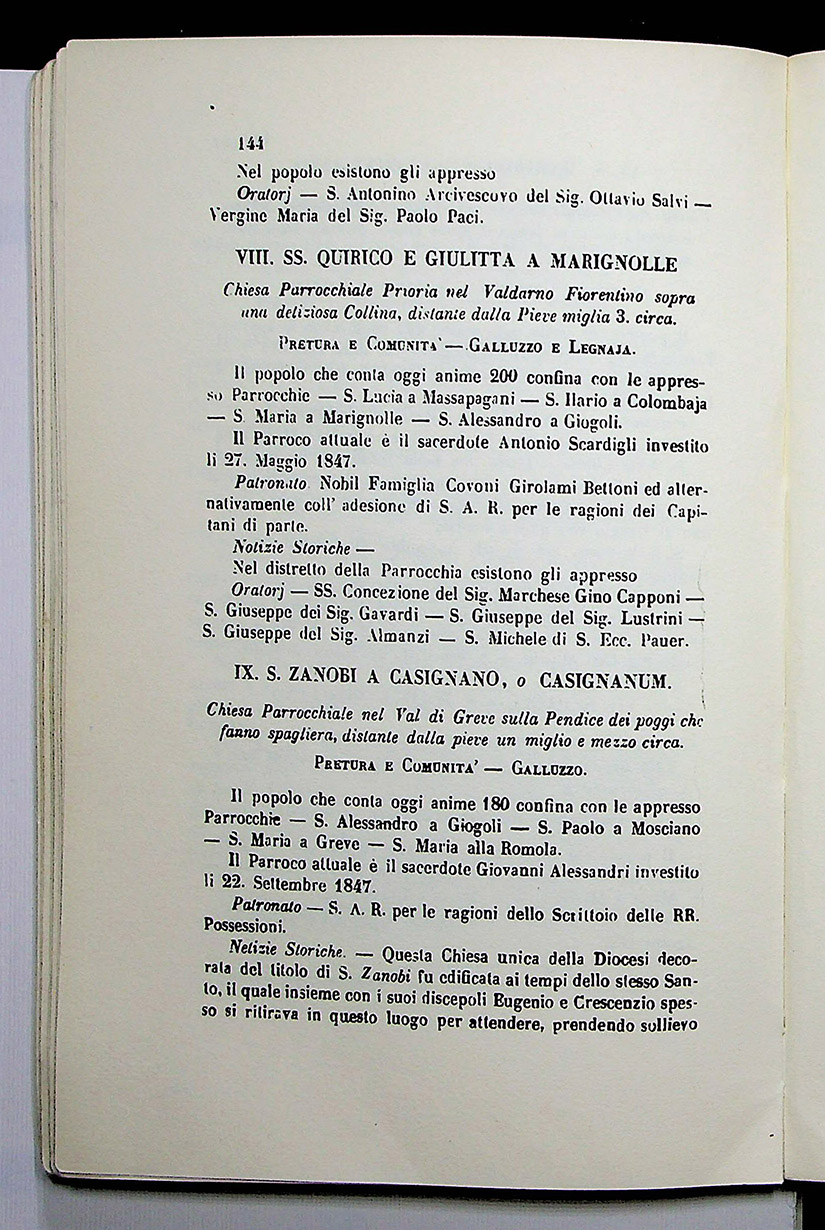 144
Nel popolo esistono gli appresso
Oratorj — S. Antonino Arcivescovo del Sig. Ottavio Salvi —
Vergine Maria del Sig. Paolo Paci.
VIII. SS. QUIRICO E GIULITTA A MARIGNOLLE
Chiesa Parrocchiale Prioria nel Valdarno Fiorentino sopra
una deliziosa Collina, distante dalla Pieve miglia 3. circa.
PRETURA E COMUNITA' — GALLUZZO E LEGNAJA.
Il popolo che conta oggi anime 200 confina con le appres-
so Parrocchie — S. Lucia a Massapagani — S. Ilario a Colombaja
— S. Maria a Marignolle — S. Alessandro a Giogoli.
Il Parroco attuale è il sacerdote Antonio Scardigli investito
li 27. Maggio 1847.
Patronato Nobil Famiglia Covoni Girolami Bettoni ed alter-
nativamente coll' adesione di S. A. R. per le ragioni dei Capi-
tani di parte.
Notizie Storiche —
Nel distretto della Parrocchia esistono gli appresso
Oratorj — SS. Concezione del Sig. Marchese Gino Capponi —
S. Giuseppe dei Sig. Gavardi — S. Giuseppe del Sig. Lustrini —
S. Giuseppe del Sig. Almanzi — S. Michele di S. Ecc. Pauer.
IX. S. ZANOBI A CASIGNANO, o CASIGNANUM.
Chiesa Parrocchiale nel Val di Greve sulla Pendice dei poggi che
fanno spagliera, distante dalla pieve un miglio e mezzo circa.
PRETURA E COMUNITA' — GALLUZZO.
Il popolo che conta oggi anime 180 confina con le appresso
Parrocchie — S. Alessandro a Giogoli — S. Paolo a Mosciano
— S. Maria a Greve — S. Maria alla Romola.
Il Parroco attuale è il sacerdote Giovanni Alessandri investito
li 22. Settembre 1847.
Patronato — S. A. R. per le ragioni dello Scrittoio delle RR.
Possessioni.
Netizie Storiche. — Questa Chiesa unica della Diocesi deco-
rata del titolo di S. Zanobi fu edificata ai tempi dello stesso San-
to, il quale insieme con i suoi discepoli Eugenio e Crescenzio spes-
so si ritirava in questo luogo per attendere, prendendo sollievo